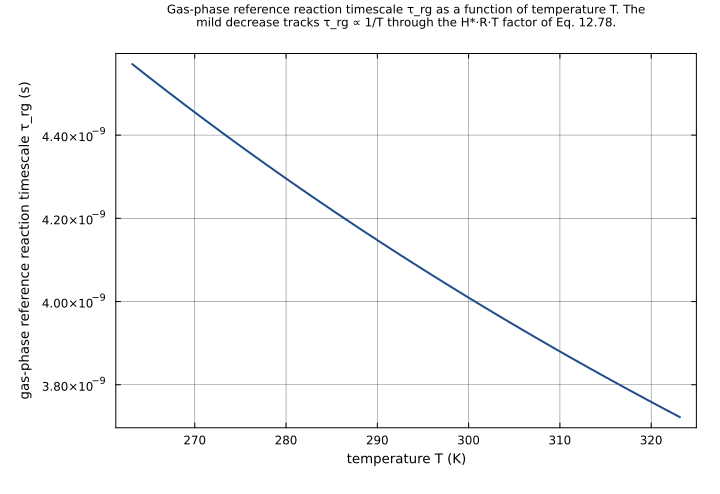 Gas-phase reference reaction timescale τ_rg as a function of temperature T. The
mild decrease tracks τ_rg ∝ 1/T through the H*·R·T factor of Eq. 12.78.
gas-phase reference reaction timescale τ_rg (s)
4.40×10⁻⁹
4.20×10⁻⁹
4.00×10⁻⁹
3.80×10⁻⁹
270 280 290 300 310 320
temperature T (K)